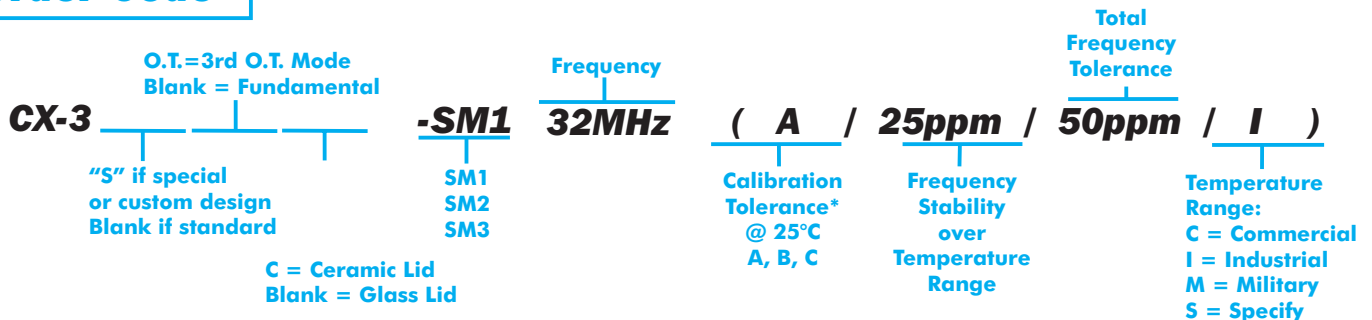 O.T.=3rd O.T. Mode
Blank = Fundamental
Frequency
Total
Frequency
Tolerance
CX-3 -SM1 32MHz ( A / 25ppm / 50ppm / I )
“S” if special
or custom design
Blank if standard
C = Ceramic Lid
Blank = Glass Lid
SM1
SM2
SM3
Calibration
Tolerance*
@ 25°C
A, B, C
Frequency
Stability
over
Temperature
Range
Temperature
Range:
C = Commercial
I = Industrial
M = Military
S = Specify